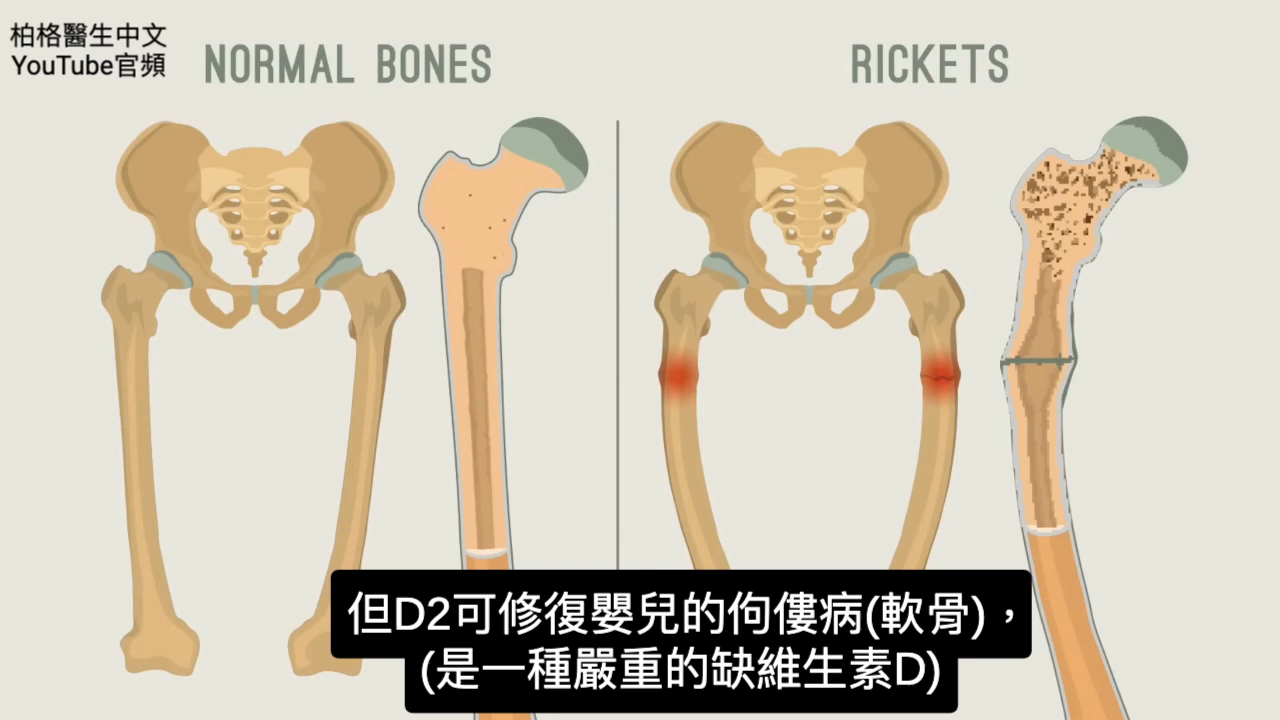 柏格醫生中文
YouTube官頻
NORMAL BONES
RICKETS
但D2可修復嬰兒的佝僂病(軟骨)，
(是一種嚴重的缺維生素D)